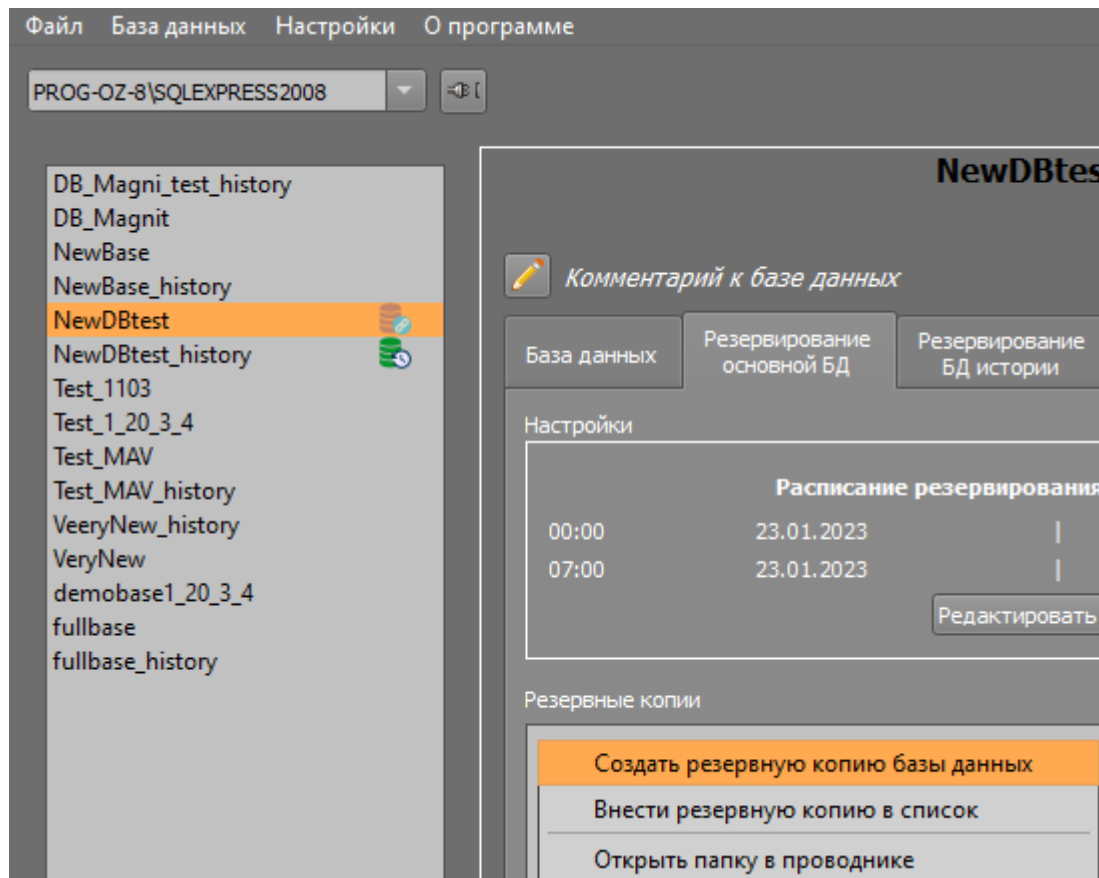 Файл База данных Настройки О программе
PROG-OZ-8\SQLEXPRESS2008
DB_Magni_test_history
DB_Magnit
NewBase
NewBase_history
NewDBtest
NewDBtest_history
Test_1103
Test_1_20_3_4
Test_MAV
Test_MAV_history
VeeryNew_history
VeryNew
demobase1_20_3_4
fullbase
fullbase_history
NewDBtes
Комментарий к базе данных
База данных
Резервирование
основной БД
Резервирование
БД истории
Настройки
Расписание резервирования
00:00 23.01.2023 |
07:00 23.01.2023 |
Редактировать
Резервные копии
Создать резервную копию базы данных
Внести резервную копию в список
Открыть папку в проводнике